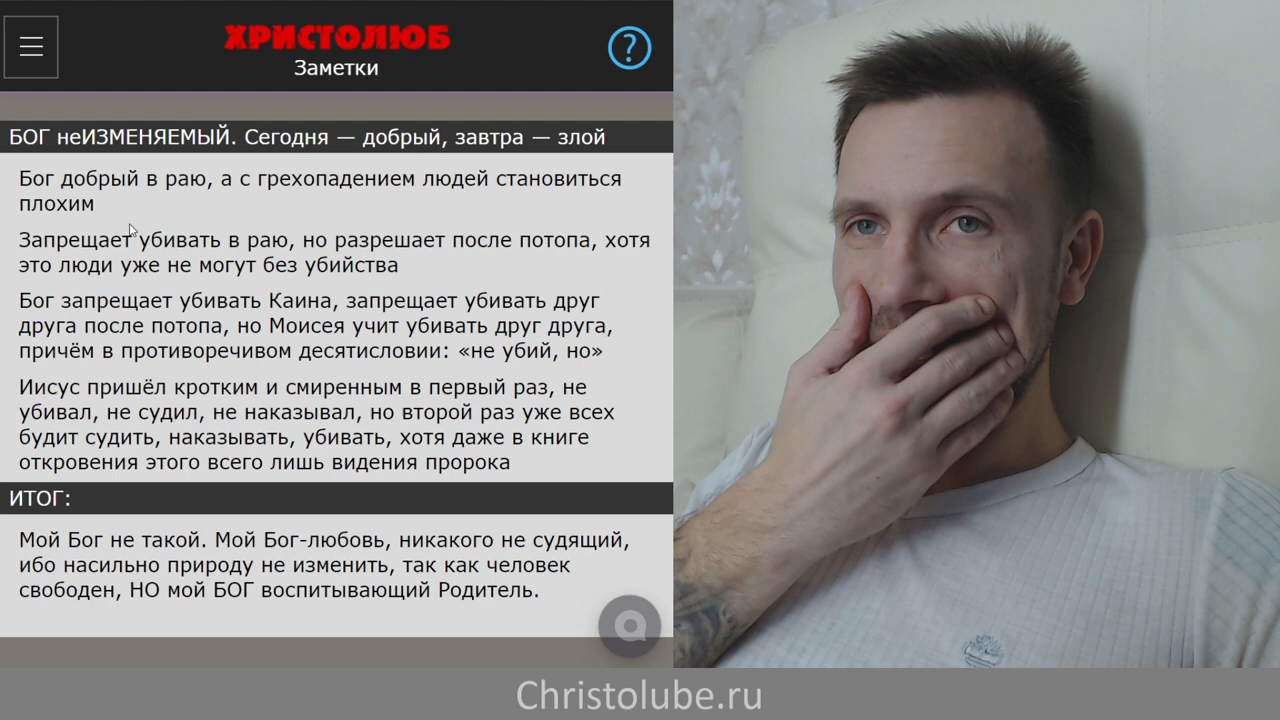 ХРИСТОЛЮБ
Заметки
?
БОГ неИЗМЕНЯЕМЫЙ. Сегодня — добрый, завтра — злой
Бог добрый в раю, а с грехопадением людей становиться
плохим
Запрещает убивать в раю, но разрешает после потопа, хотя
это люди уже не могут без убийства
Бог запрещает убивать Каина, запрещает убивать друг
друга после потопа, но Моисея учит убивать друг друга,
причём в противоречивом десятисловии: «не убий, но»
Иисус пришёл кротким и смиренным в первый раз, не
убивал, не судил, не наказывал, но второй раз уже всех
будит судить, наказывать, убивать, хотя даже в книге
откровения этого всего лишь видения пророка
ИТОГ:
Мой Бог не такой. Мой Бог-любовь, никакого не судящий,
ибо насильно природу не изменить, так как человек
свободен, НО мой БОГ воспитывающий Родитель.
Christolube.ru